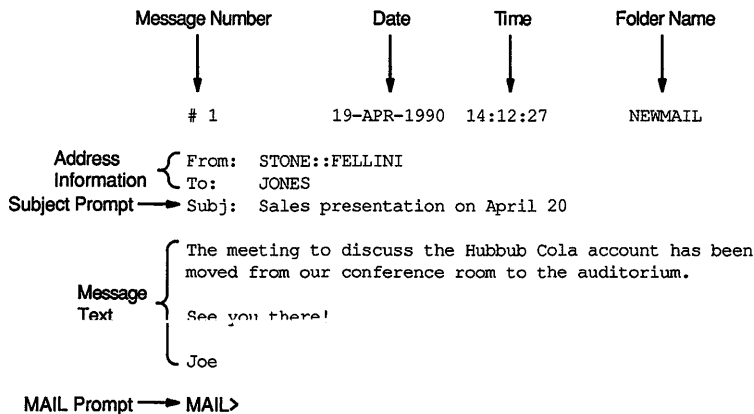 Message Number Date Time Folder Name
# 1 19-APR-1990 14:12:27 NEWMAIL
Address Information
From: STONE::FELLINI
To: JONES
Subject Prompt Subj: Sales presentation on April 20
Message Text
The meeting to discuss the Hubbub Cola account has been
moved from our conference room to the auditorium.
See you there!
Joe
MAIL Prompt MAIL>